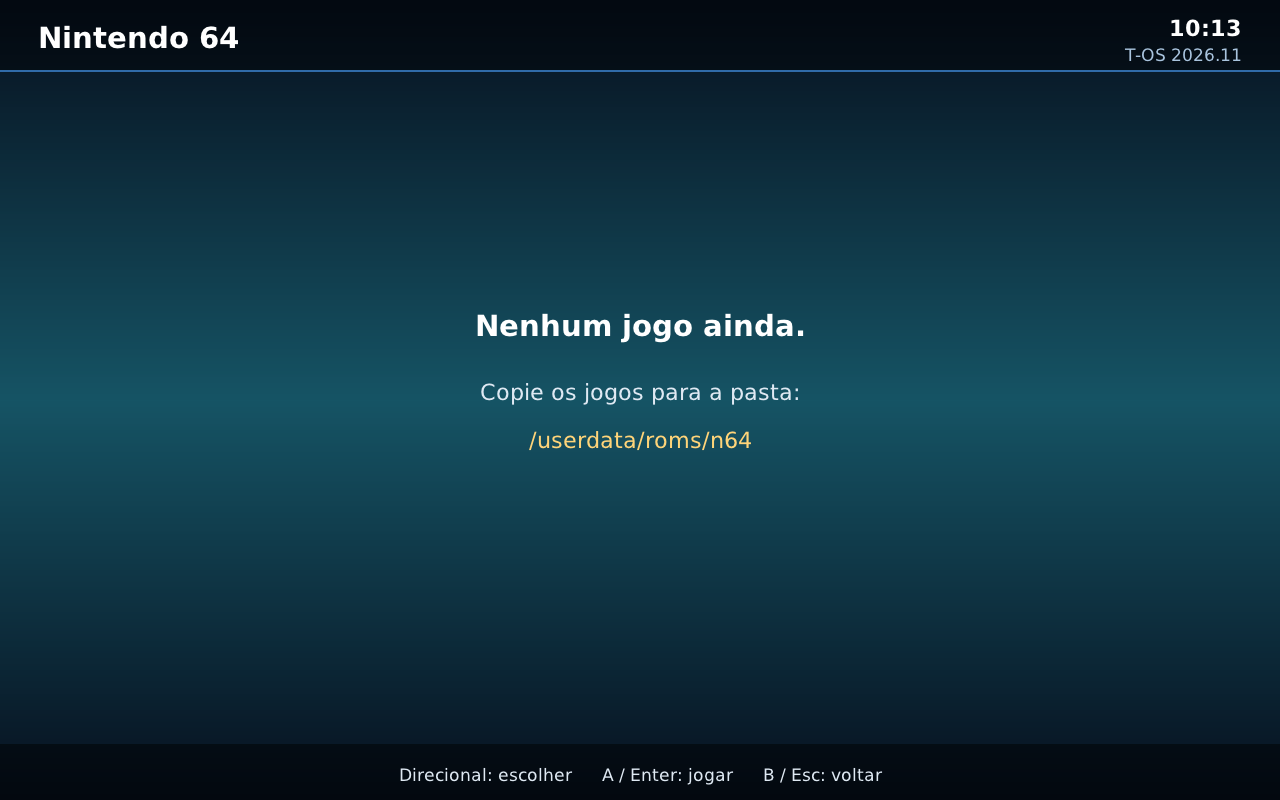 Nintendo 64
10:13
T-OS 2026.11
Nenhum jogo ainda.
Copie os jogos para a pasta:
/userdata/roms/n64
Direcional: escolher A / Enter: jogar B / Esc: voltar